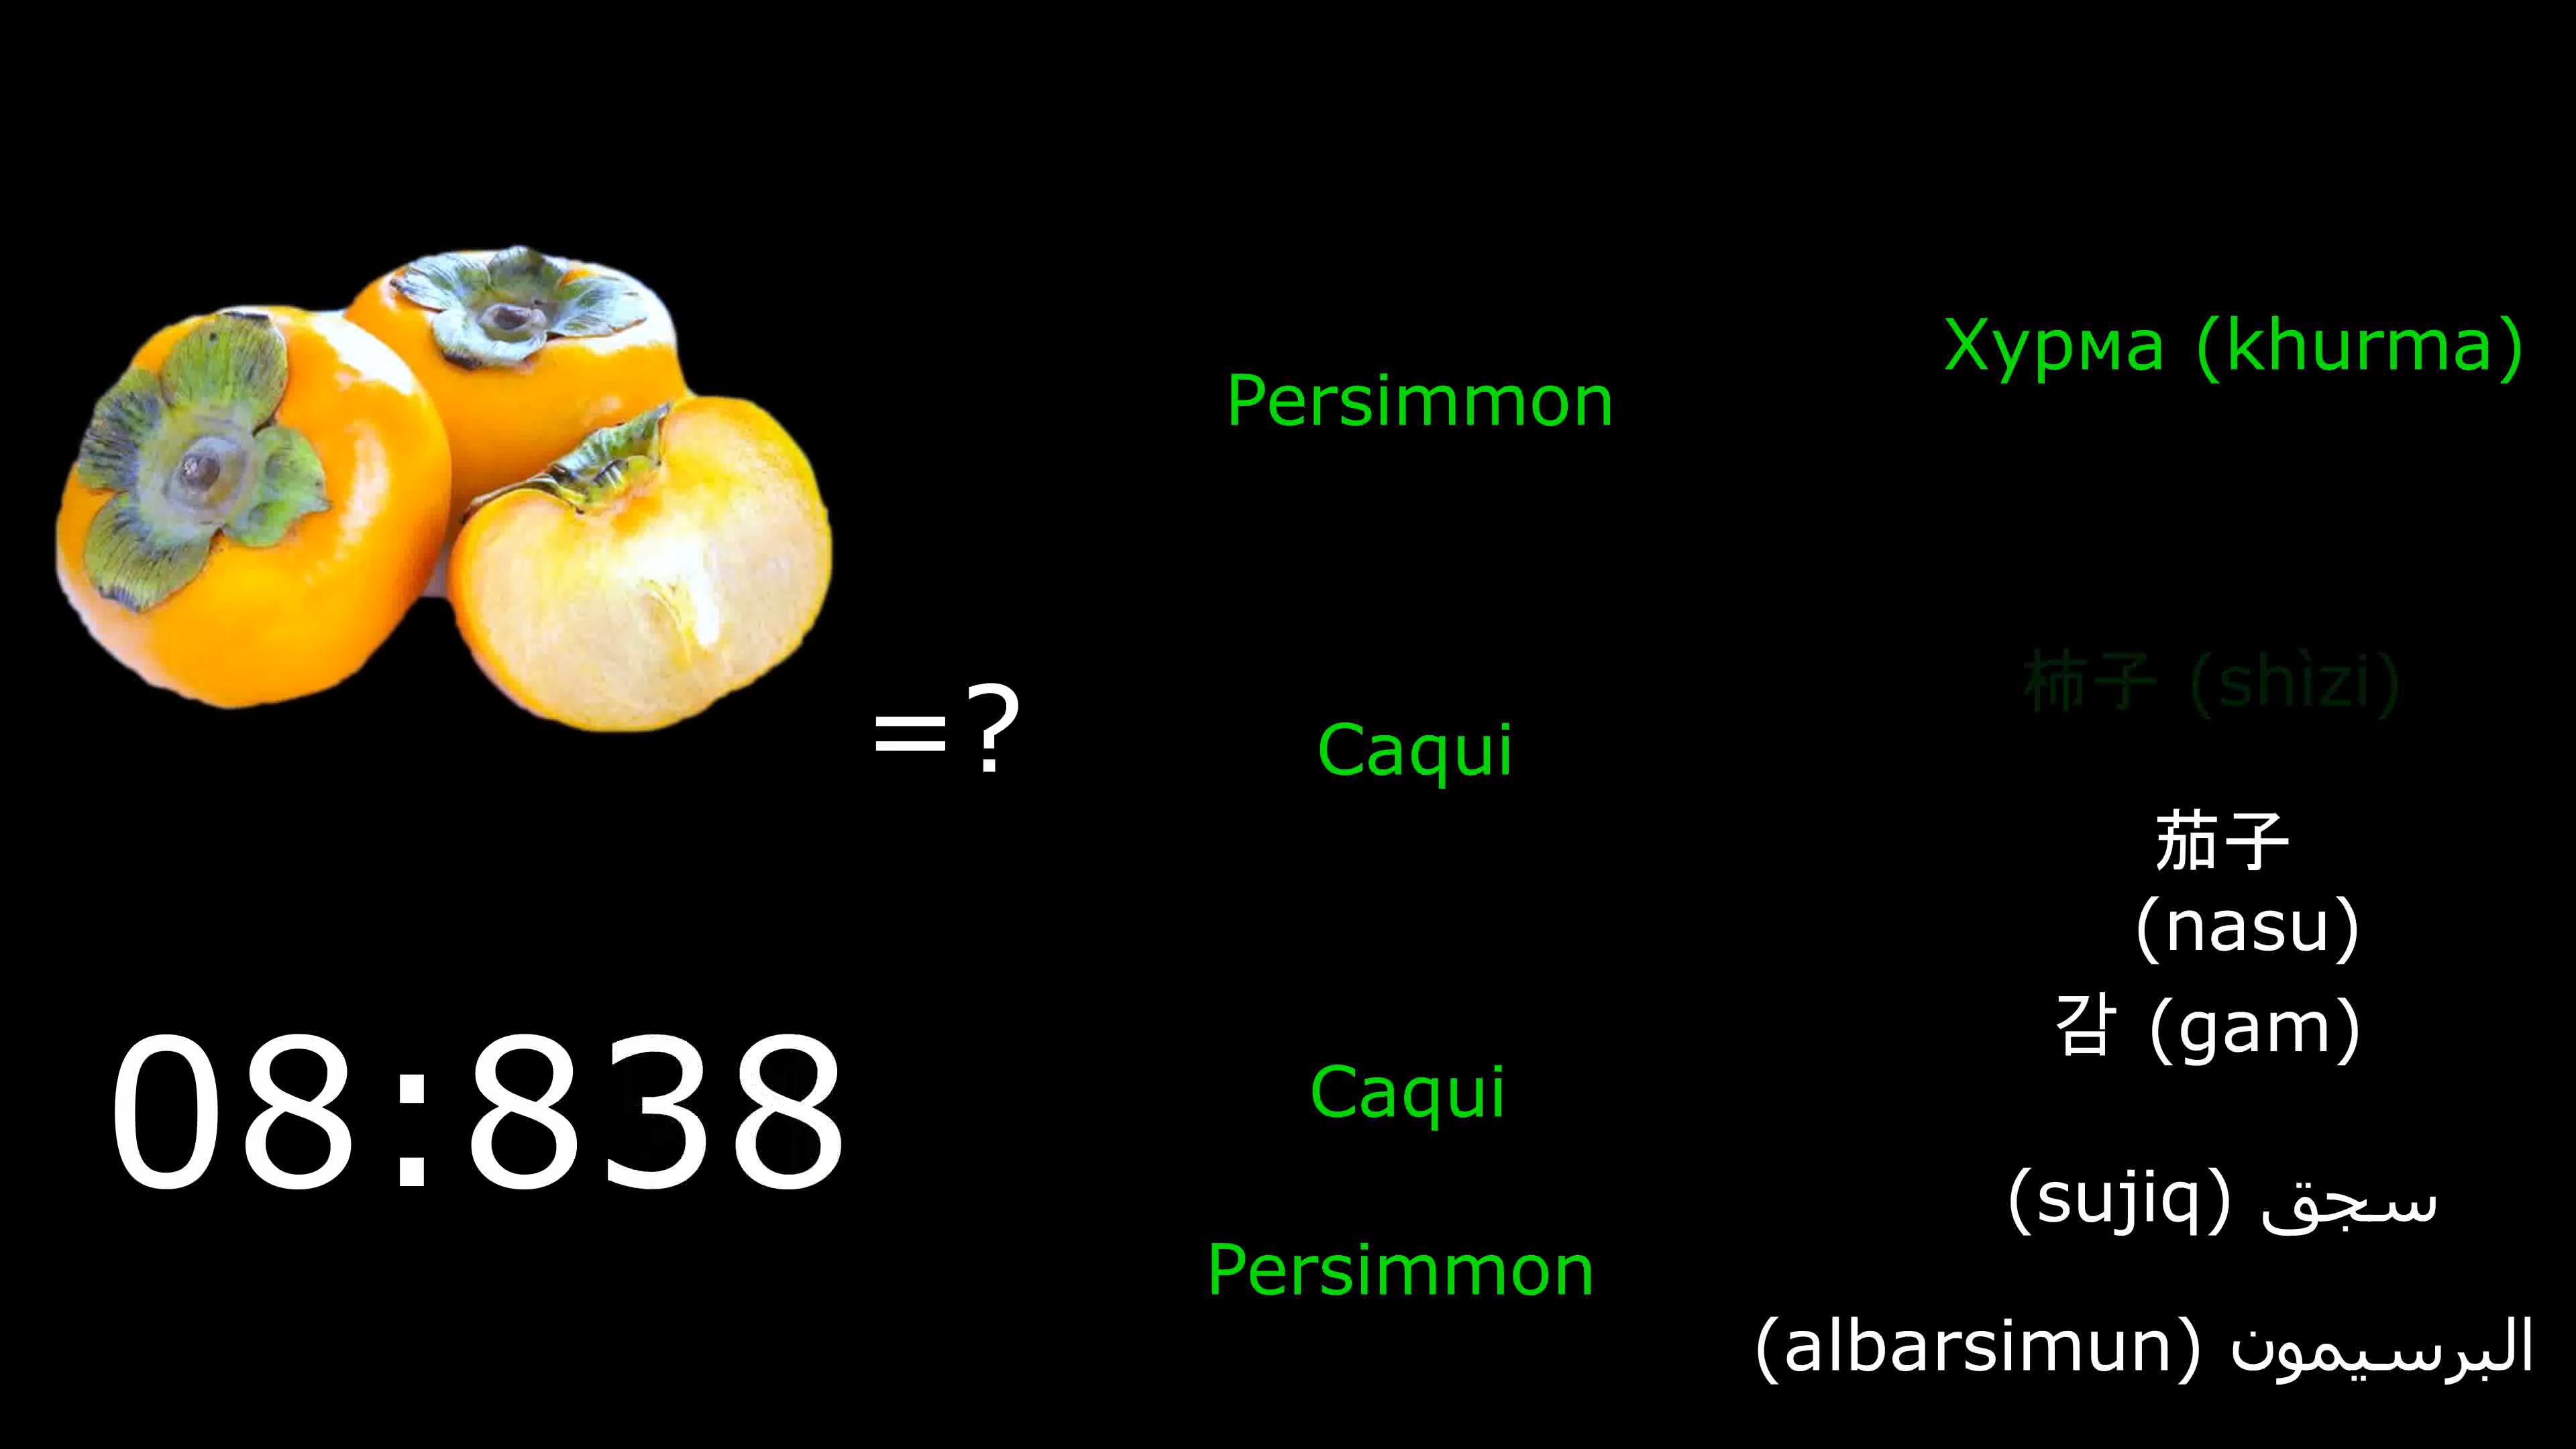 =?
08:838
Persimmon
Caqui
Caqui
Persimmon
Хурма (khurma)
柿子 (shìzi)
茄子
(nasu)
감 (gam)
(sujiq) سجق
(albarsimun) البرسيمون